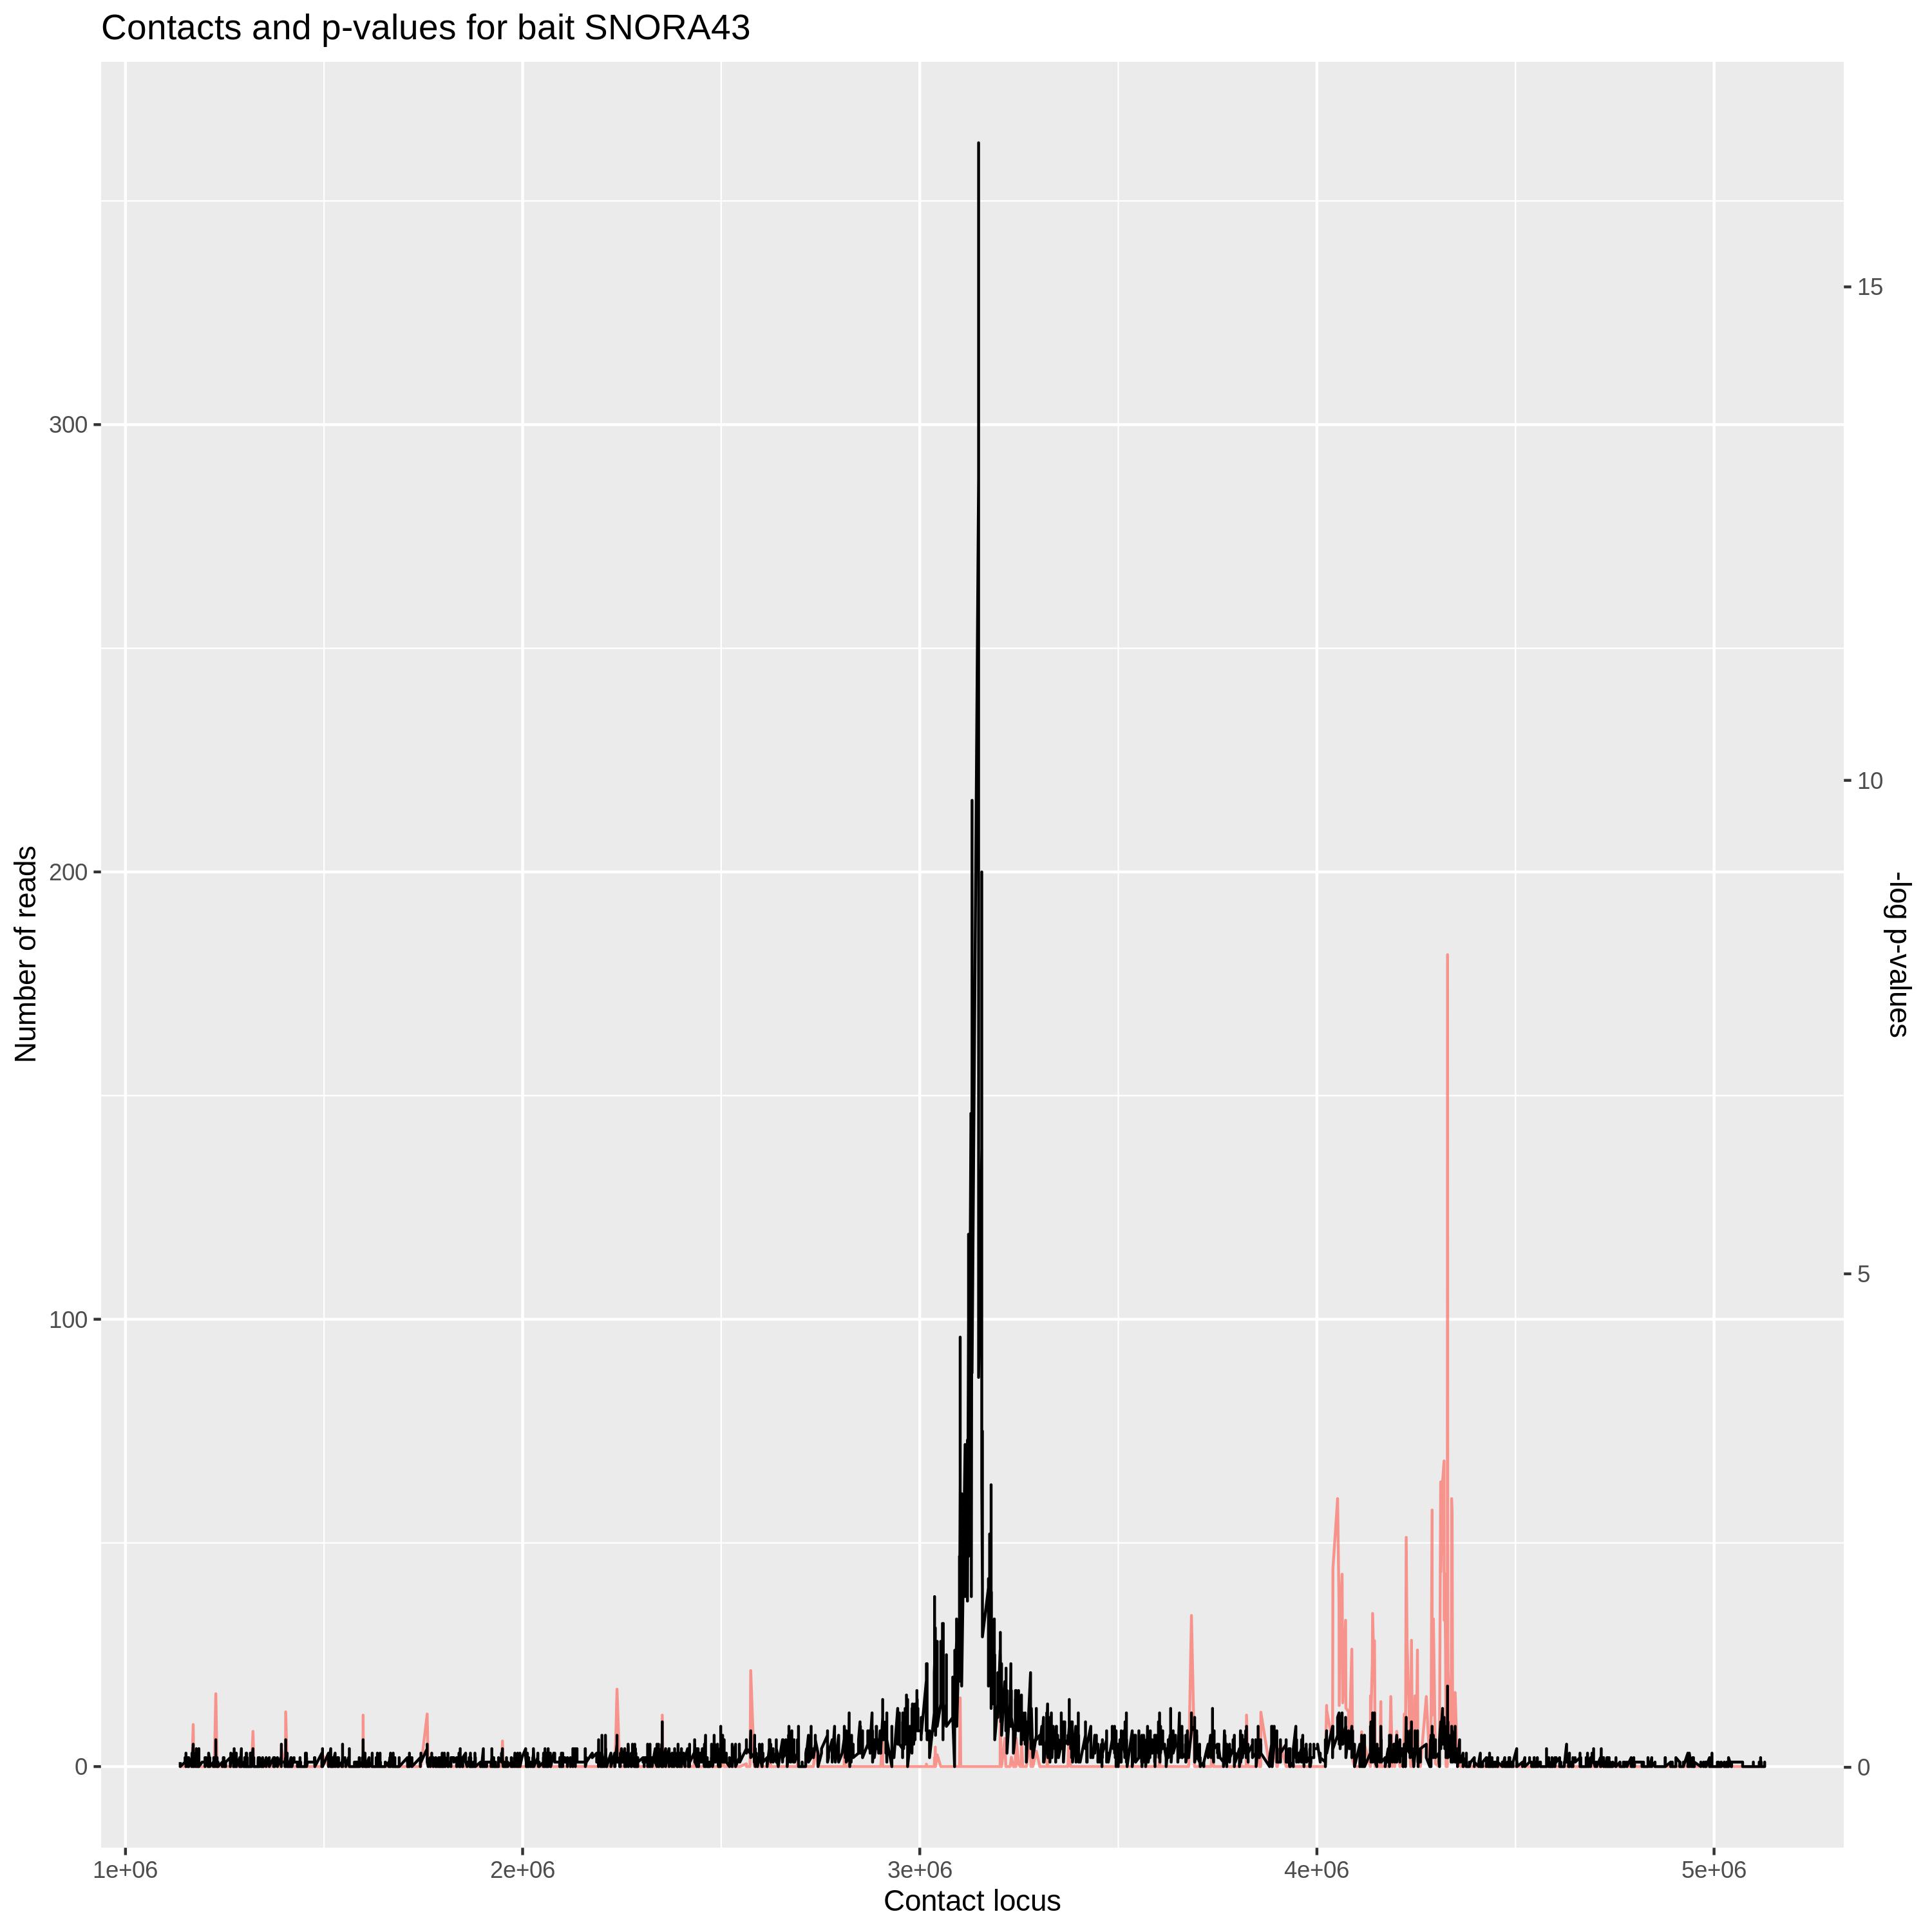 Contacts and p-values for bait SNORA43
Number of reads
300
200
100
0
15
10
5
0
-log p-values
1e+06 2e+06 3e+06 4e+06 5e+06
Contact locus